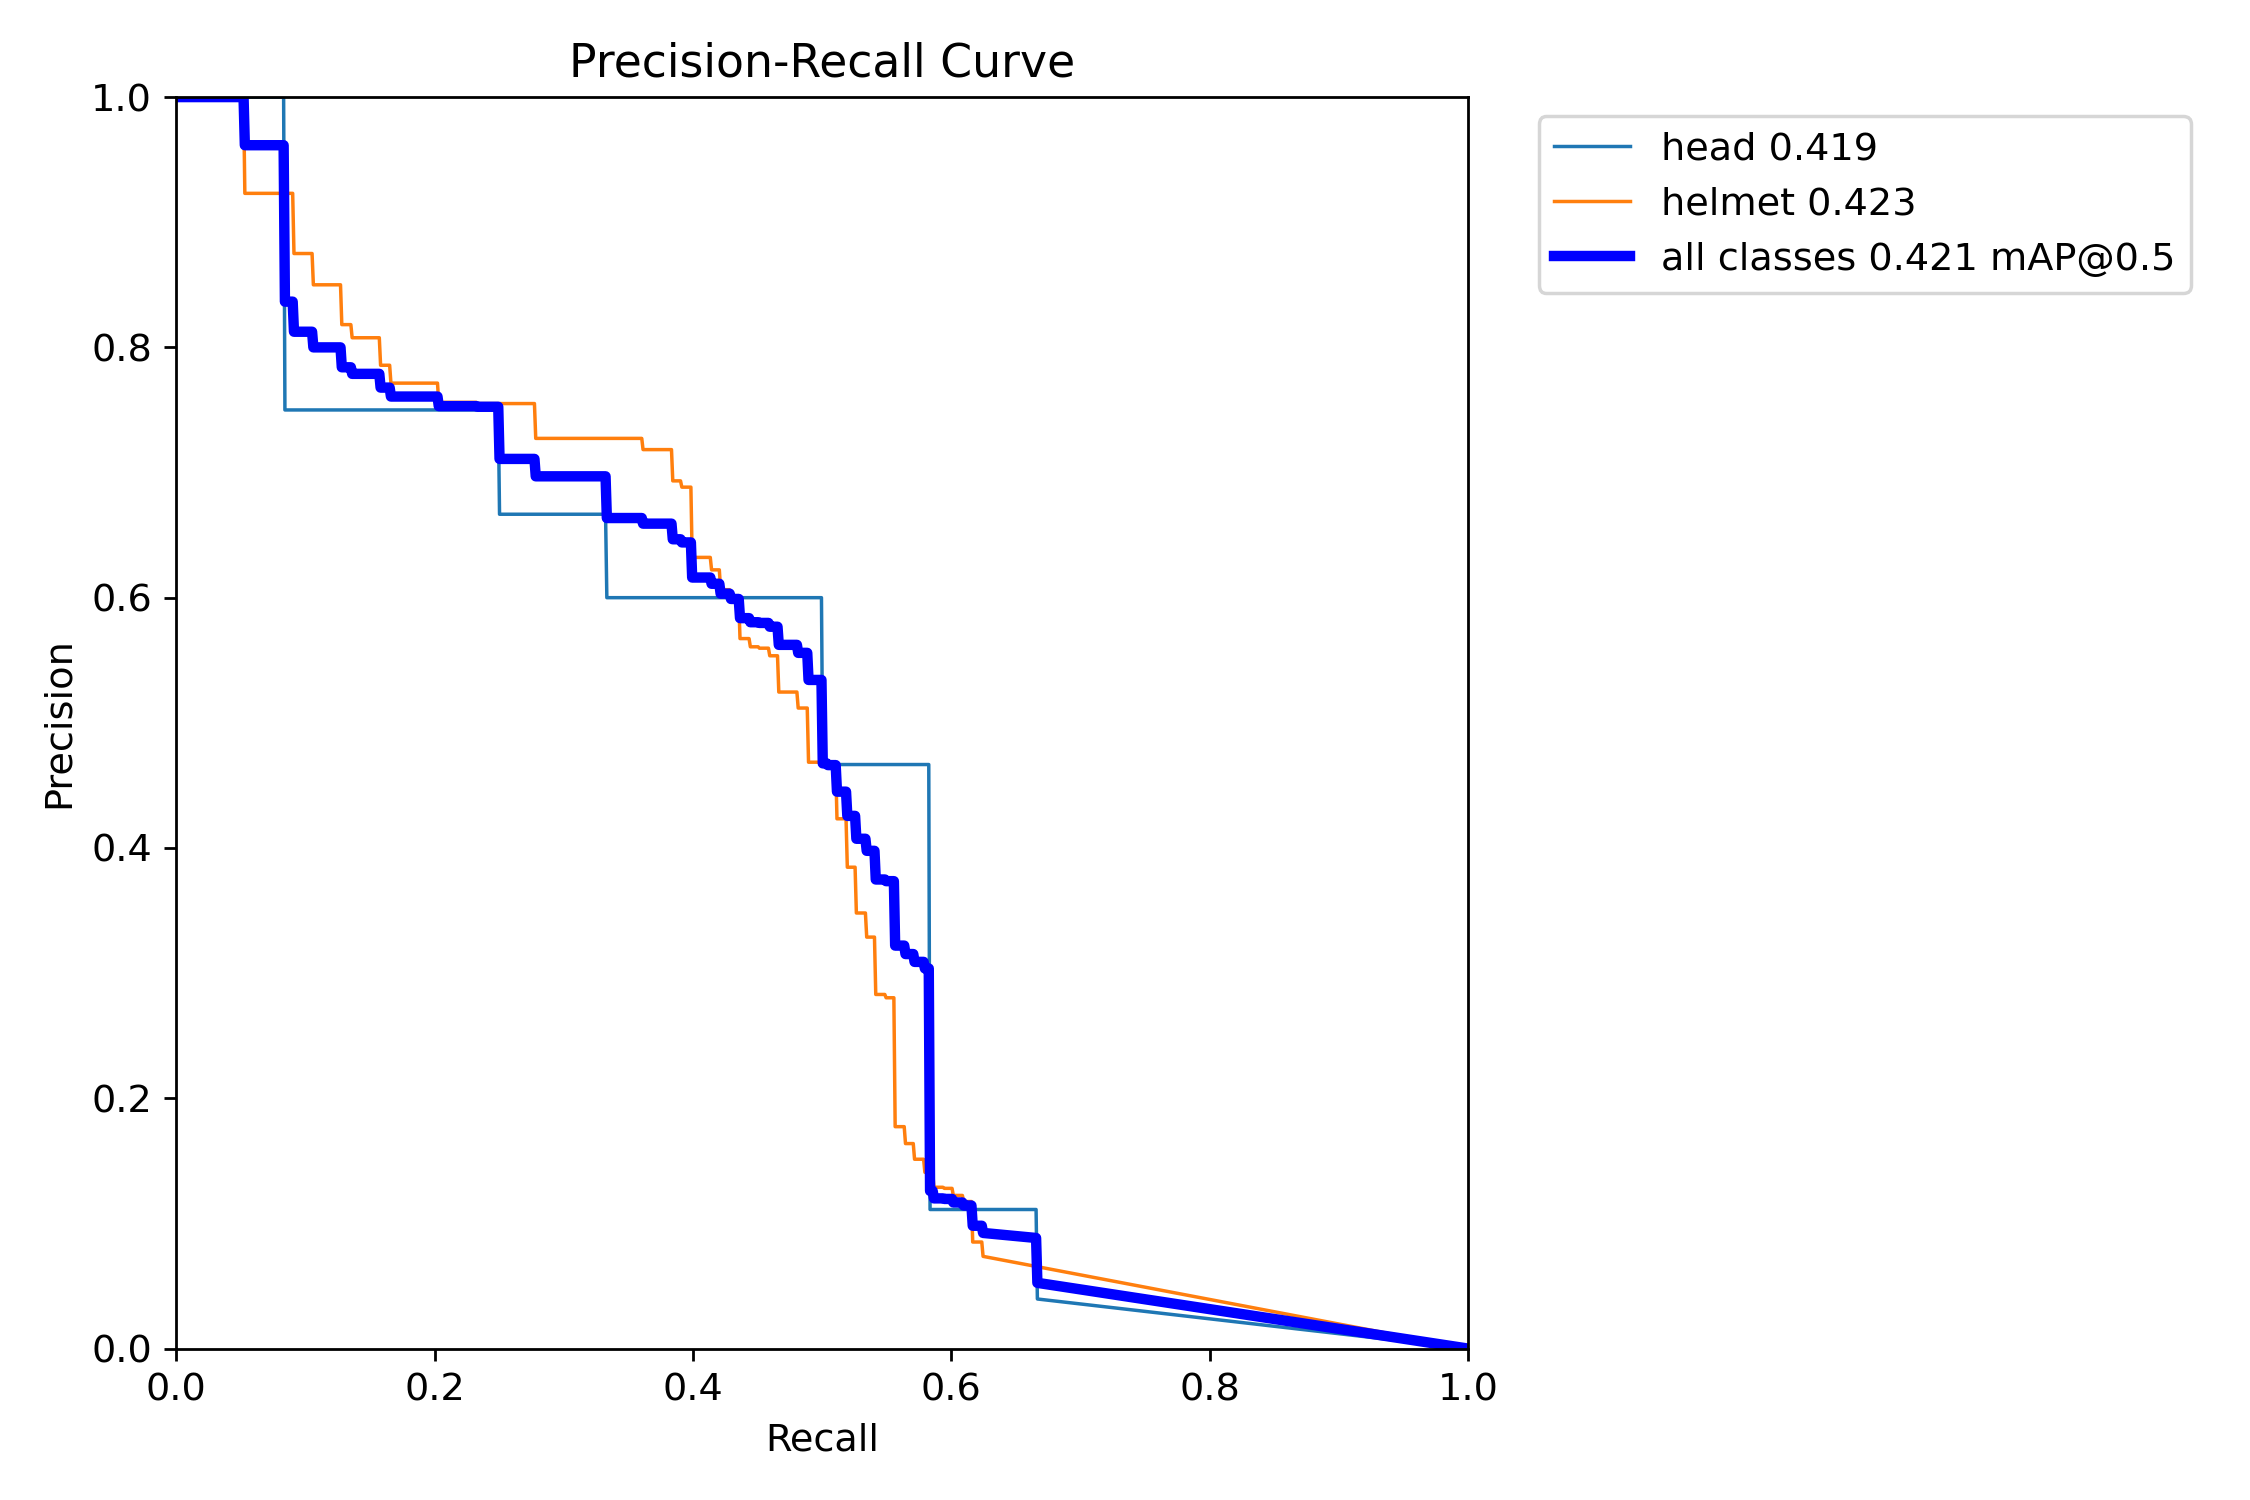 Precision-Recall Curve
1.0
0.8
0.6
0.4
0.2
0.0
Precision
0.0 0.2 0.4 0.6 0.8 1.0
Recall
head 0.419
helmet 0.423
all classes 0.421 mAP@0.5